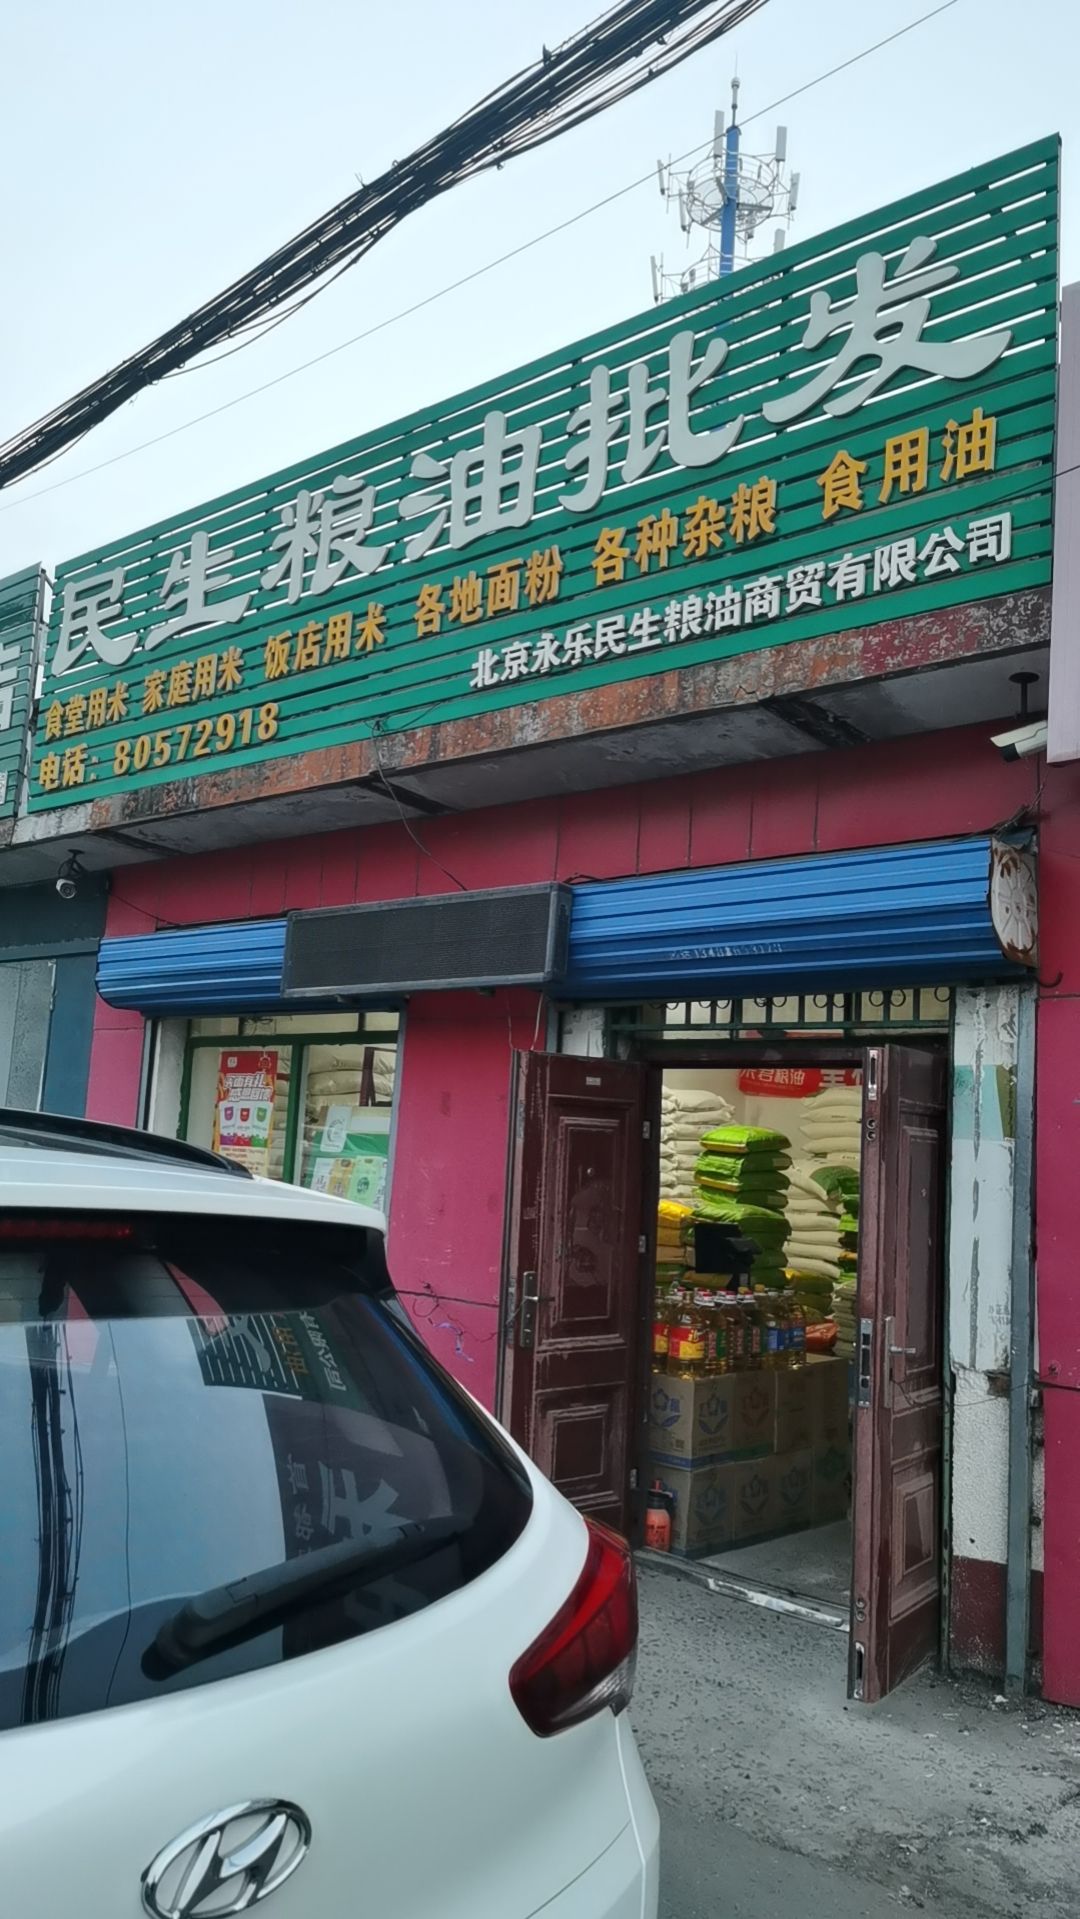 民生粮油批发
食堂用米 家庭用米 饭店用米 各地面粉 各种杂粮 食用油
北京永乐民生粮油商贸有限公司
电话：80572918